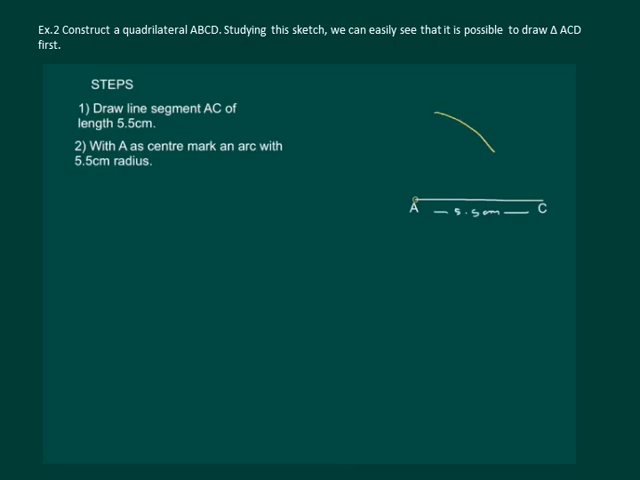 Ex.2 Construct a quadrilateral ABCD. Studying this sketch, we can easily see that it is possible to draw Δ ACD
first.
STEPS
1) Draw line segment AC of
length 5.5cm.
2) With A as centre mark an arc with
5.5cm radius.
A — 5.5cm — C